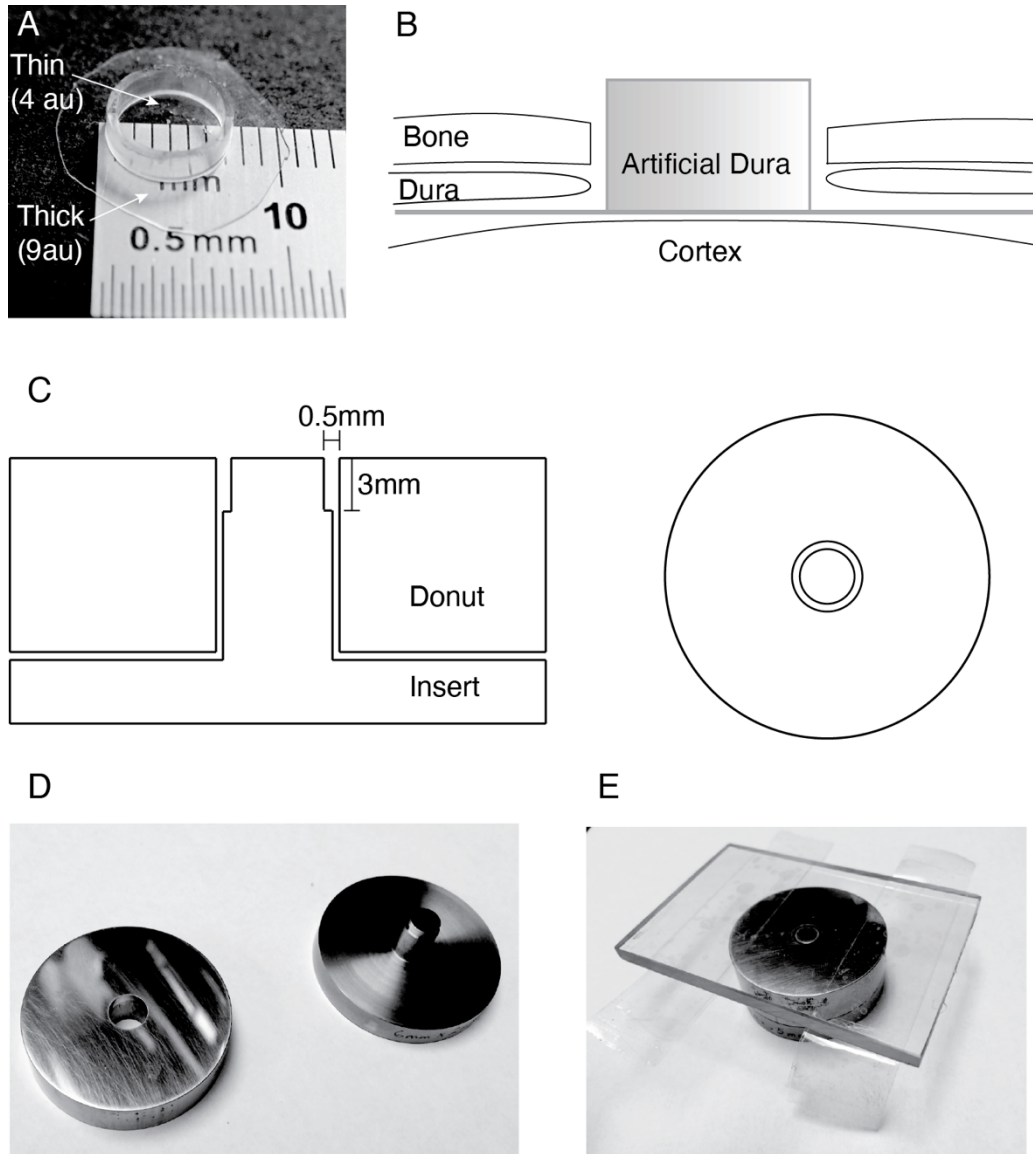 A
Thin
(4 au)
Thick
(9au)
mm
10
0.5 mm
B
Bone
Artificial Dura
Dura
Cortex
C
0.5mm
3mm
Donut
Insert
D
E